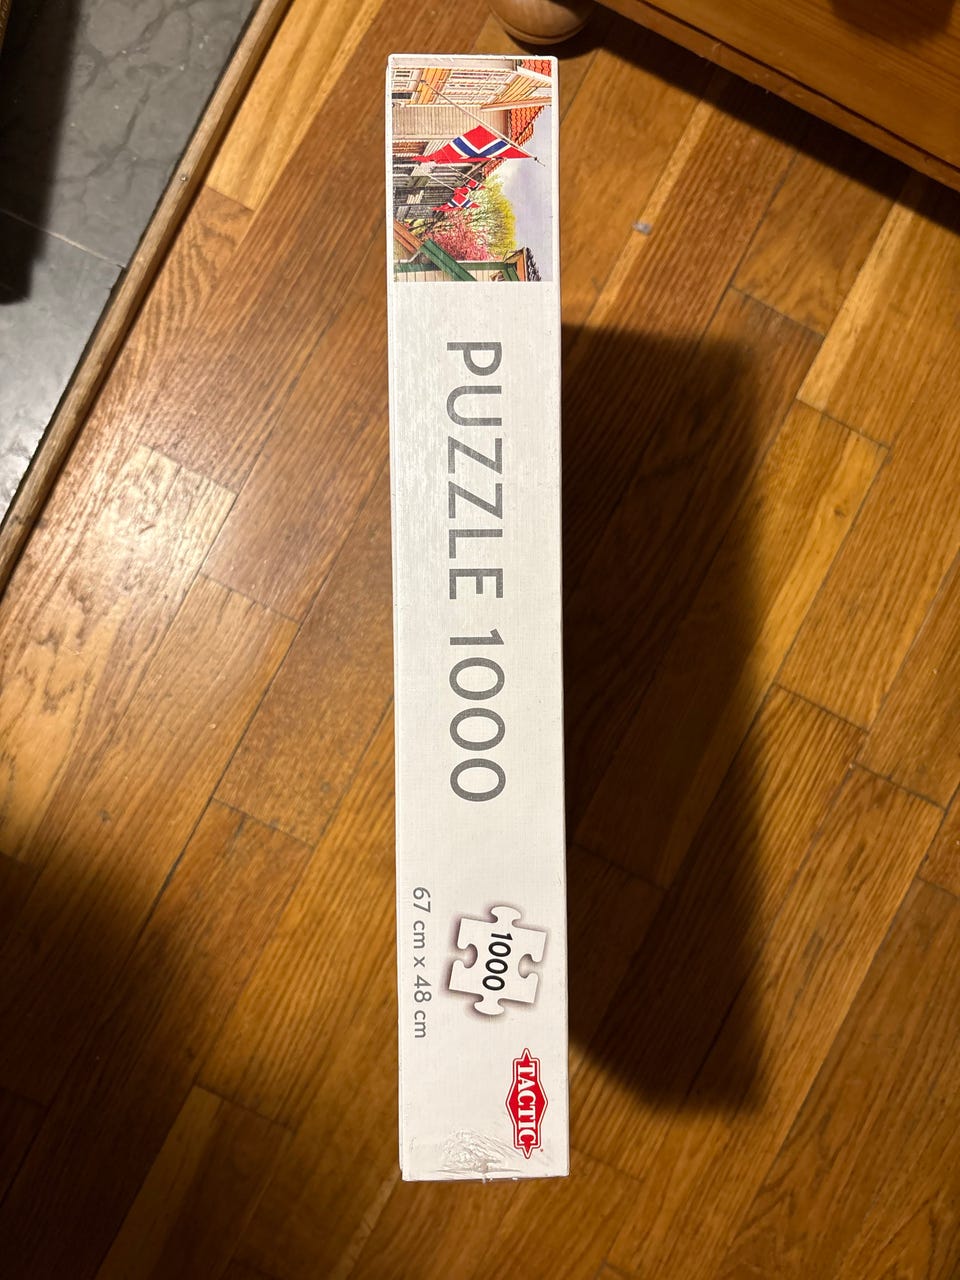 PUZZLE 1000
1000
67 cm x 48 cm
TACTIC